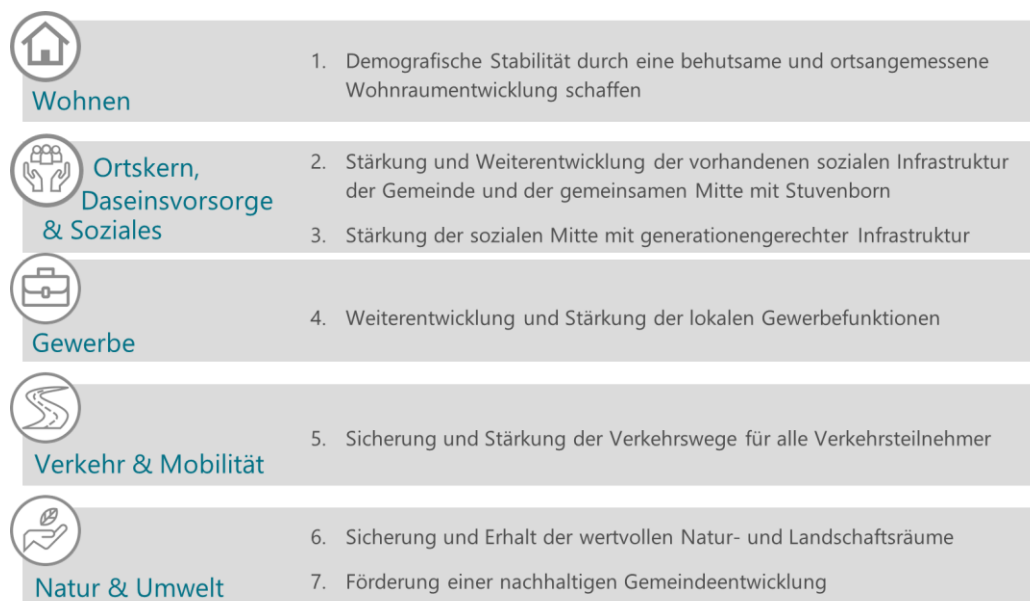 Wohnen
1. Demografische Stabilität durch eine behutsame und ortsangemessene
Wohnraumentwicklung schaffen
Ortskern,
Daseinsvorsorge
& Soziales
2. Stärkung und Weiterentwicklung der vorhandenen sozialen Infrastruktur
der Gemeinde und der gemeinsamen Mitte mit Stuvenborn
3. Stärkung der sozialen Mitte mit generationengerechter Infrastruktur
Gewerbe
4. Weiterentwicklung und Stärkung der lokalen Gewerbefunktionen
Verkehr & Mobilität
5. Sicherung und Stärkung der Verkehrswege für alle Verkehrsteilnehmer
Natur & Umwelt
6. Sicherung und Erhalt der wertvollen Natur- und Landschaftsräume
7. Förderung einer nachhaltigen Gemeindeentwicklung